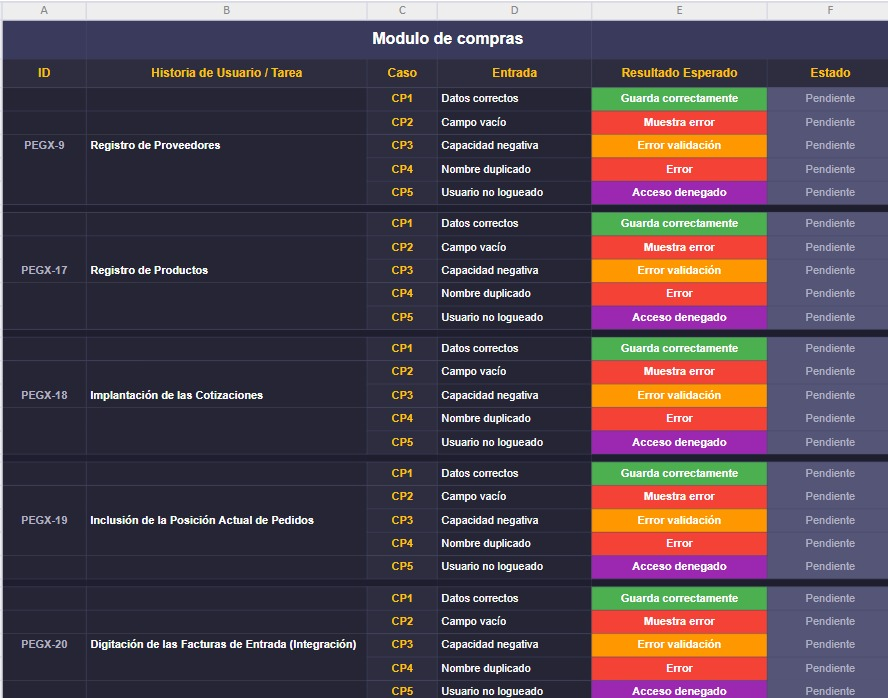 A B C D E F
Modulo de compras
ID Historia de Usuario / Tarea Caso Entrada Resultado Esperado Estado
CP1 Datos correctos Guarda correctamente Pendiente
CP2 Campo vacío Muestra error Pendiente
PEGX-9 Registro de Proveedores CP3 Capacidad negativa Error validación Pendiente
CP4 Nombre duplicado Error Pendiente
CP5 Usuario no logueado Acceso denegado Pendiente
CP1 Datos correctos Guarda correctamente Pendiente
CP2 Campo vacío Muestra error Pendiente
PEGX-17 Registro de Productos CP3 Capacidad negativa Error validación Pendiente
CP4 Nombre duplicado Error Pendiente
CP5 Usuario no logueado Acceso denegado Pendiente
CP1 Datos correctos Guarda correctamente Pendiente
CP2 Campo vacío Muestra error Pendiente
PEGX-18 Implantación de las Cotizaciones CP3 Capacidad negativa Error validación Pendiente
CP4 Nombre duplicado Error Pendiente
CP5 Usuario no logueado Acceso denegado Pendiente
CP1 Datos correctos Guarda correctamente Pendiente
CP2 Campo vacío Muestra error Pendiente
PEGX-19 Inclusión de la Posición Actual de Pedidos CP3 Capacidad negativa Error validación Pendiente
CP4 Nombre duplicado Error Pendiente
CP5 Usuario no logueado Acceso denegado Pendiente
CP1 Datos correctos Guarda correctamente Pendiente
CP2 Campo vacío Muestra error Pendiente
PEGX-20 Digitación de las Facturas de Entrada (Integración) CP3 Capacidad negativa Error validación Pendiente
CP4 Nombre duplicado Error Pendiente
CP5 Usuario no logueado Acceso denegado Pendiente